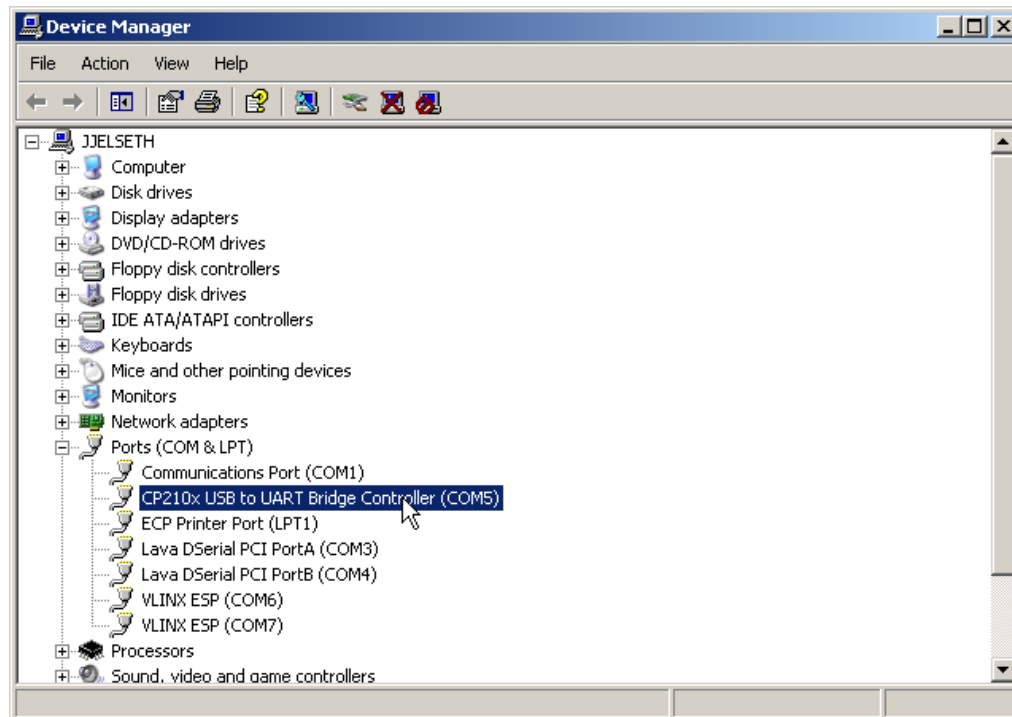 Device Manager
File Action View Help
JJELSETH
Computer
Disk drives
Display adapters
DVD/CD-ROM drives
Floppy disk controllers
Floppy disk drives
IDE ATA/ATAPI controllers
Keyboards
Mice and other pointing devices
Monitors
Network adapters
Ports (COM & LPT)
Communications Port (COM1)
CP210x USB to UART Bridge Controller (COM5)
ECP Printer Port (LPT1)
Lava DSerial PCI PortA (COM3)
Lava DSerial PCI PortB (COM4)
VLINX ESP (COM6)
VLINX ESP (COM7)
Processors
Sound, video and game controllers